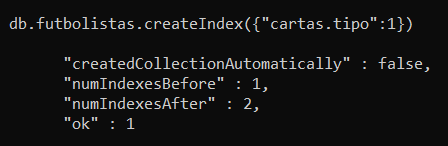 db.futbolistas.createIndex({"cartas.tipo":1})
"createdCollectionAutomatically" : false,
"numIndexesBefore" : 1,
"numIndexesAfter" : 2,
"ok" : 1